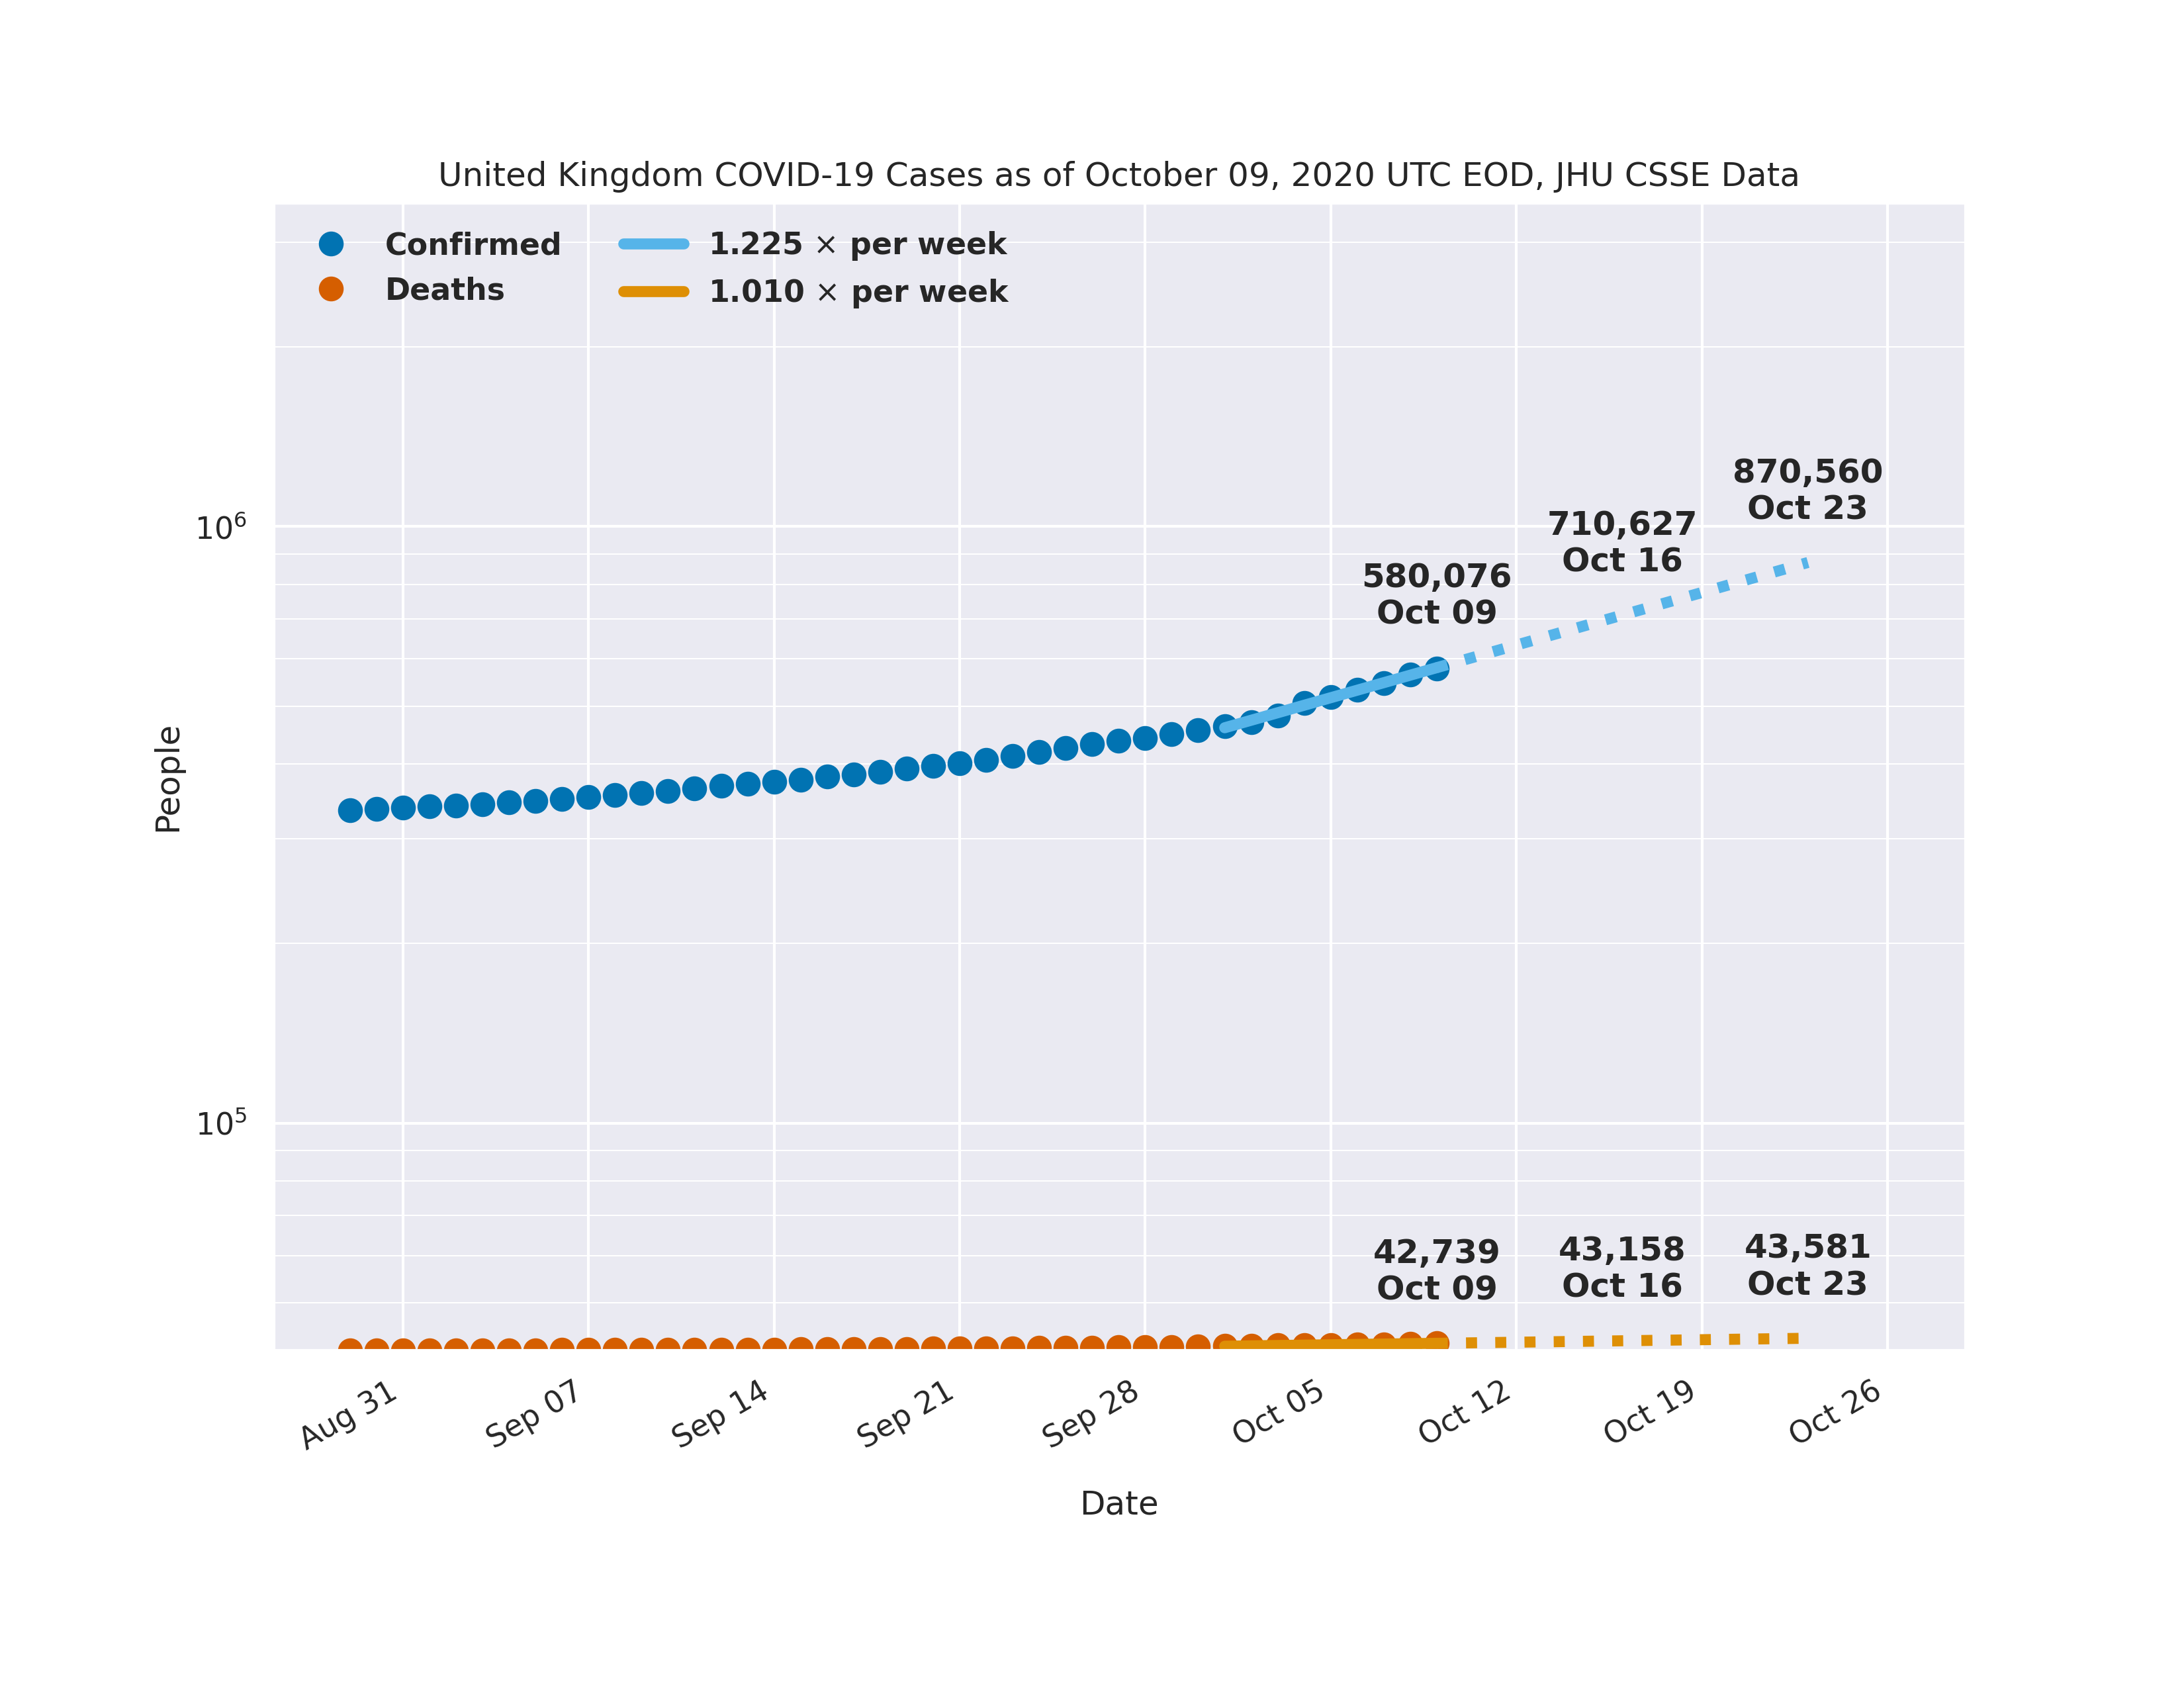 United Kingdom COVID-19 Cases as of October 09, 2020 UTC EOD, JHU CSSE Data
Confirmed
Deaths
1.225 × per week
1.010 × per week
870,560
Oct 23
710,627
Oct 16
580,076
Oct 09
10⁶
People
10⁵
42,739
Oct 09
43,158
Oct 16
43,581
Oct 23
Aug 31
Sep 07
Sep 14
Sep 21
Sep 28
Oct 05
Oct 12
Oct 19
Oct 26
Date